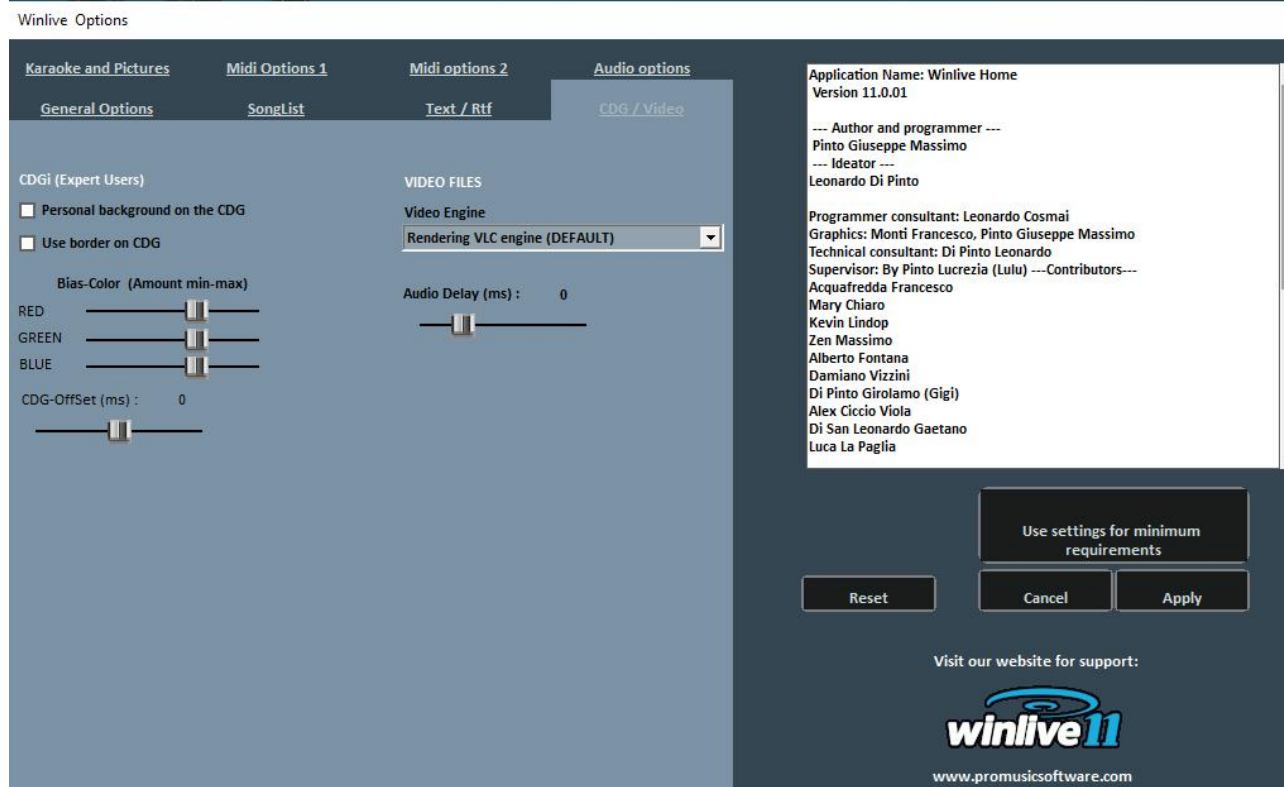 Winlive Options
Karaoke and Pictures
Midi Options 1
Midi options 2
Audio options
General Options
SongList
Text / Rtf
CDG / Video
CDGi (Expert Users)
Personal background on the CDG
Use border on CDG
Bias-Color (Amount min-max)
RED
GREEN
BLUE
CDG-OffSet (ms) : 0
VIDEO FILES
Video Engine
Rendering VLC engine (DEFAULT)
Audio Delay (ms) : 0
Application Name: Winlive Home
Version 11.0.01
--- Author and programmer ---
Pinto Giuseppe Massimo
--- Ideator ---
Leonardo Di Pinto
Programmer consultant: Leonardo Cosmai
Graphics: Monti Francesco, Pinto Giuseppe Massimo
Technical consultant: Di Pinto Leonardo
Supervisor: By Pinto Lucrezia (Lulu) ---Contributors---
Acquafredda Francesco
Mary Chiaro
Kevin Lindop
Zen Massimo
Alberto Fontana
Damiano Vizzini
Di Pinto Girolamo (Gigi)
Alex Ciccio Viola
Di San Leonardo Gaetano
Luca La Paglia
Use settings for minimum
requirements
Reset
Cancel
Apply
Visit our website for support:
winlive 11
www.promusicsoftware.com